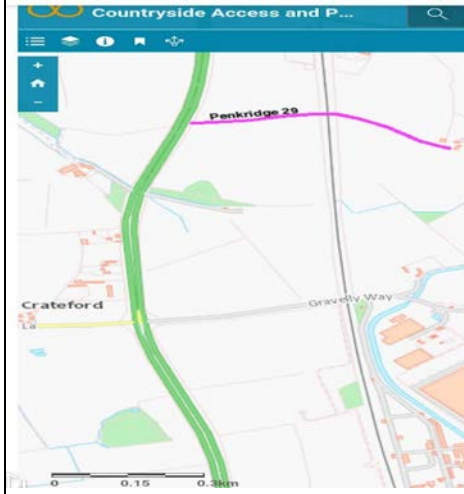 Countryside Access and P...
+
−
Penkridge 29
Crateford
La
Gravelly Way
0 0.15 0.3km